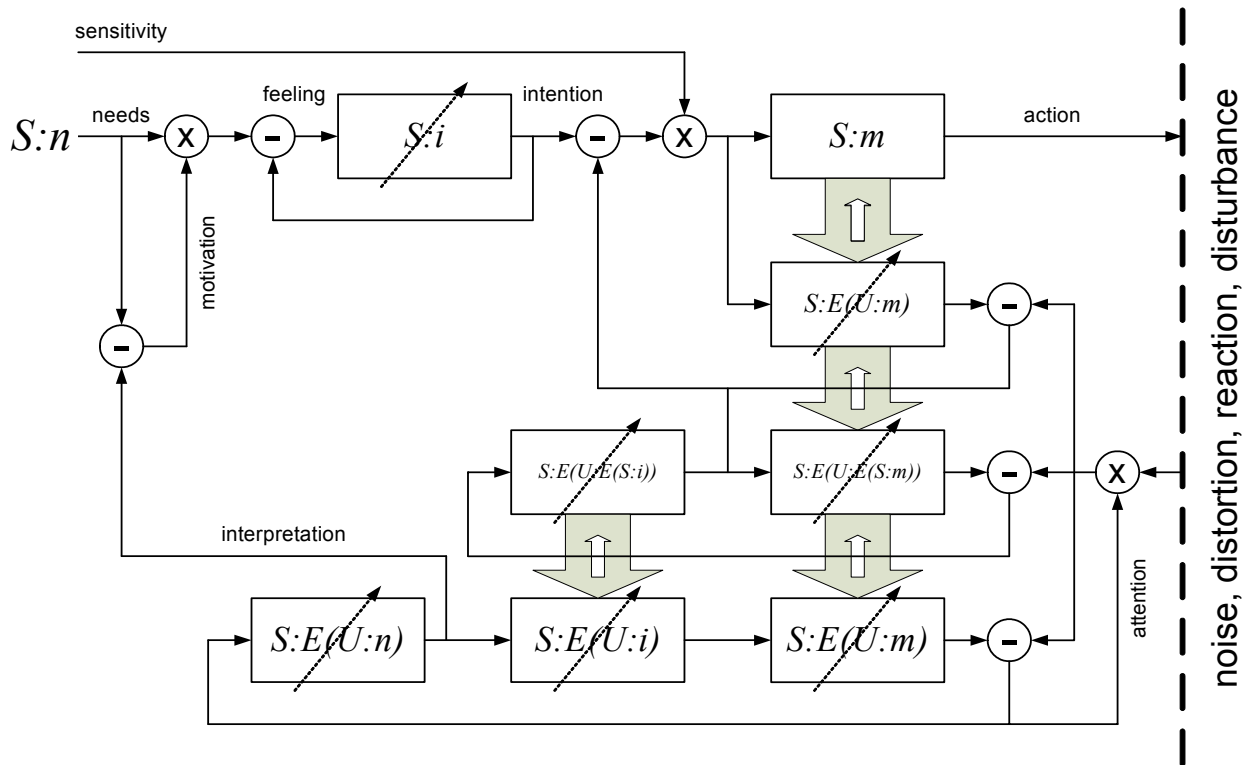 sensitivity
S:n
needs
X
-
feeling
S:i
intention
-
X
S:m
action
motivation
-
S:E(U:m)
-
S:E(U:E(S:i))
S:E(U:E(S:m))
-
X
interpretation
attention
S:E(U:n)
S:E(U:i)
S:E(U:m)
-
noise, distortion, reaction, disturbance